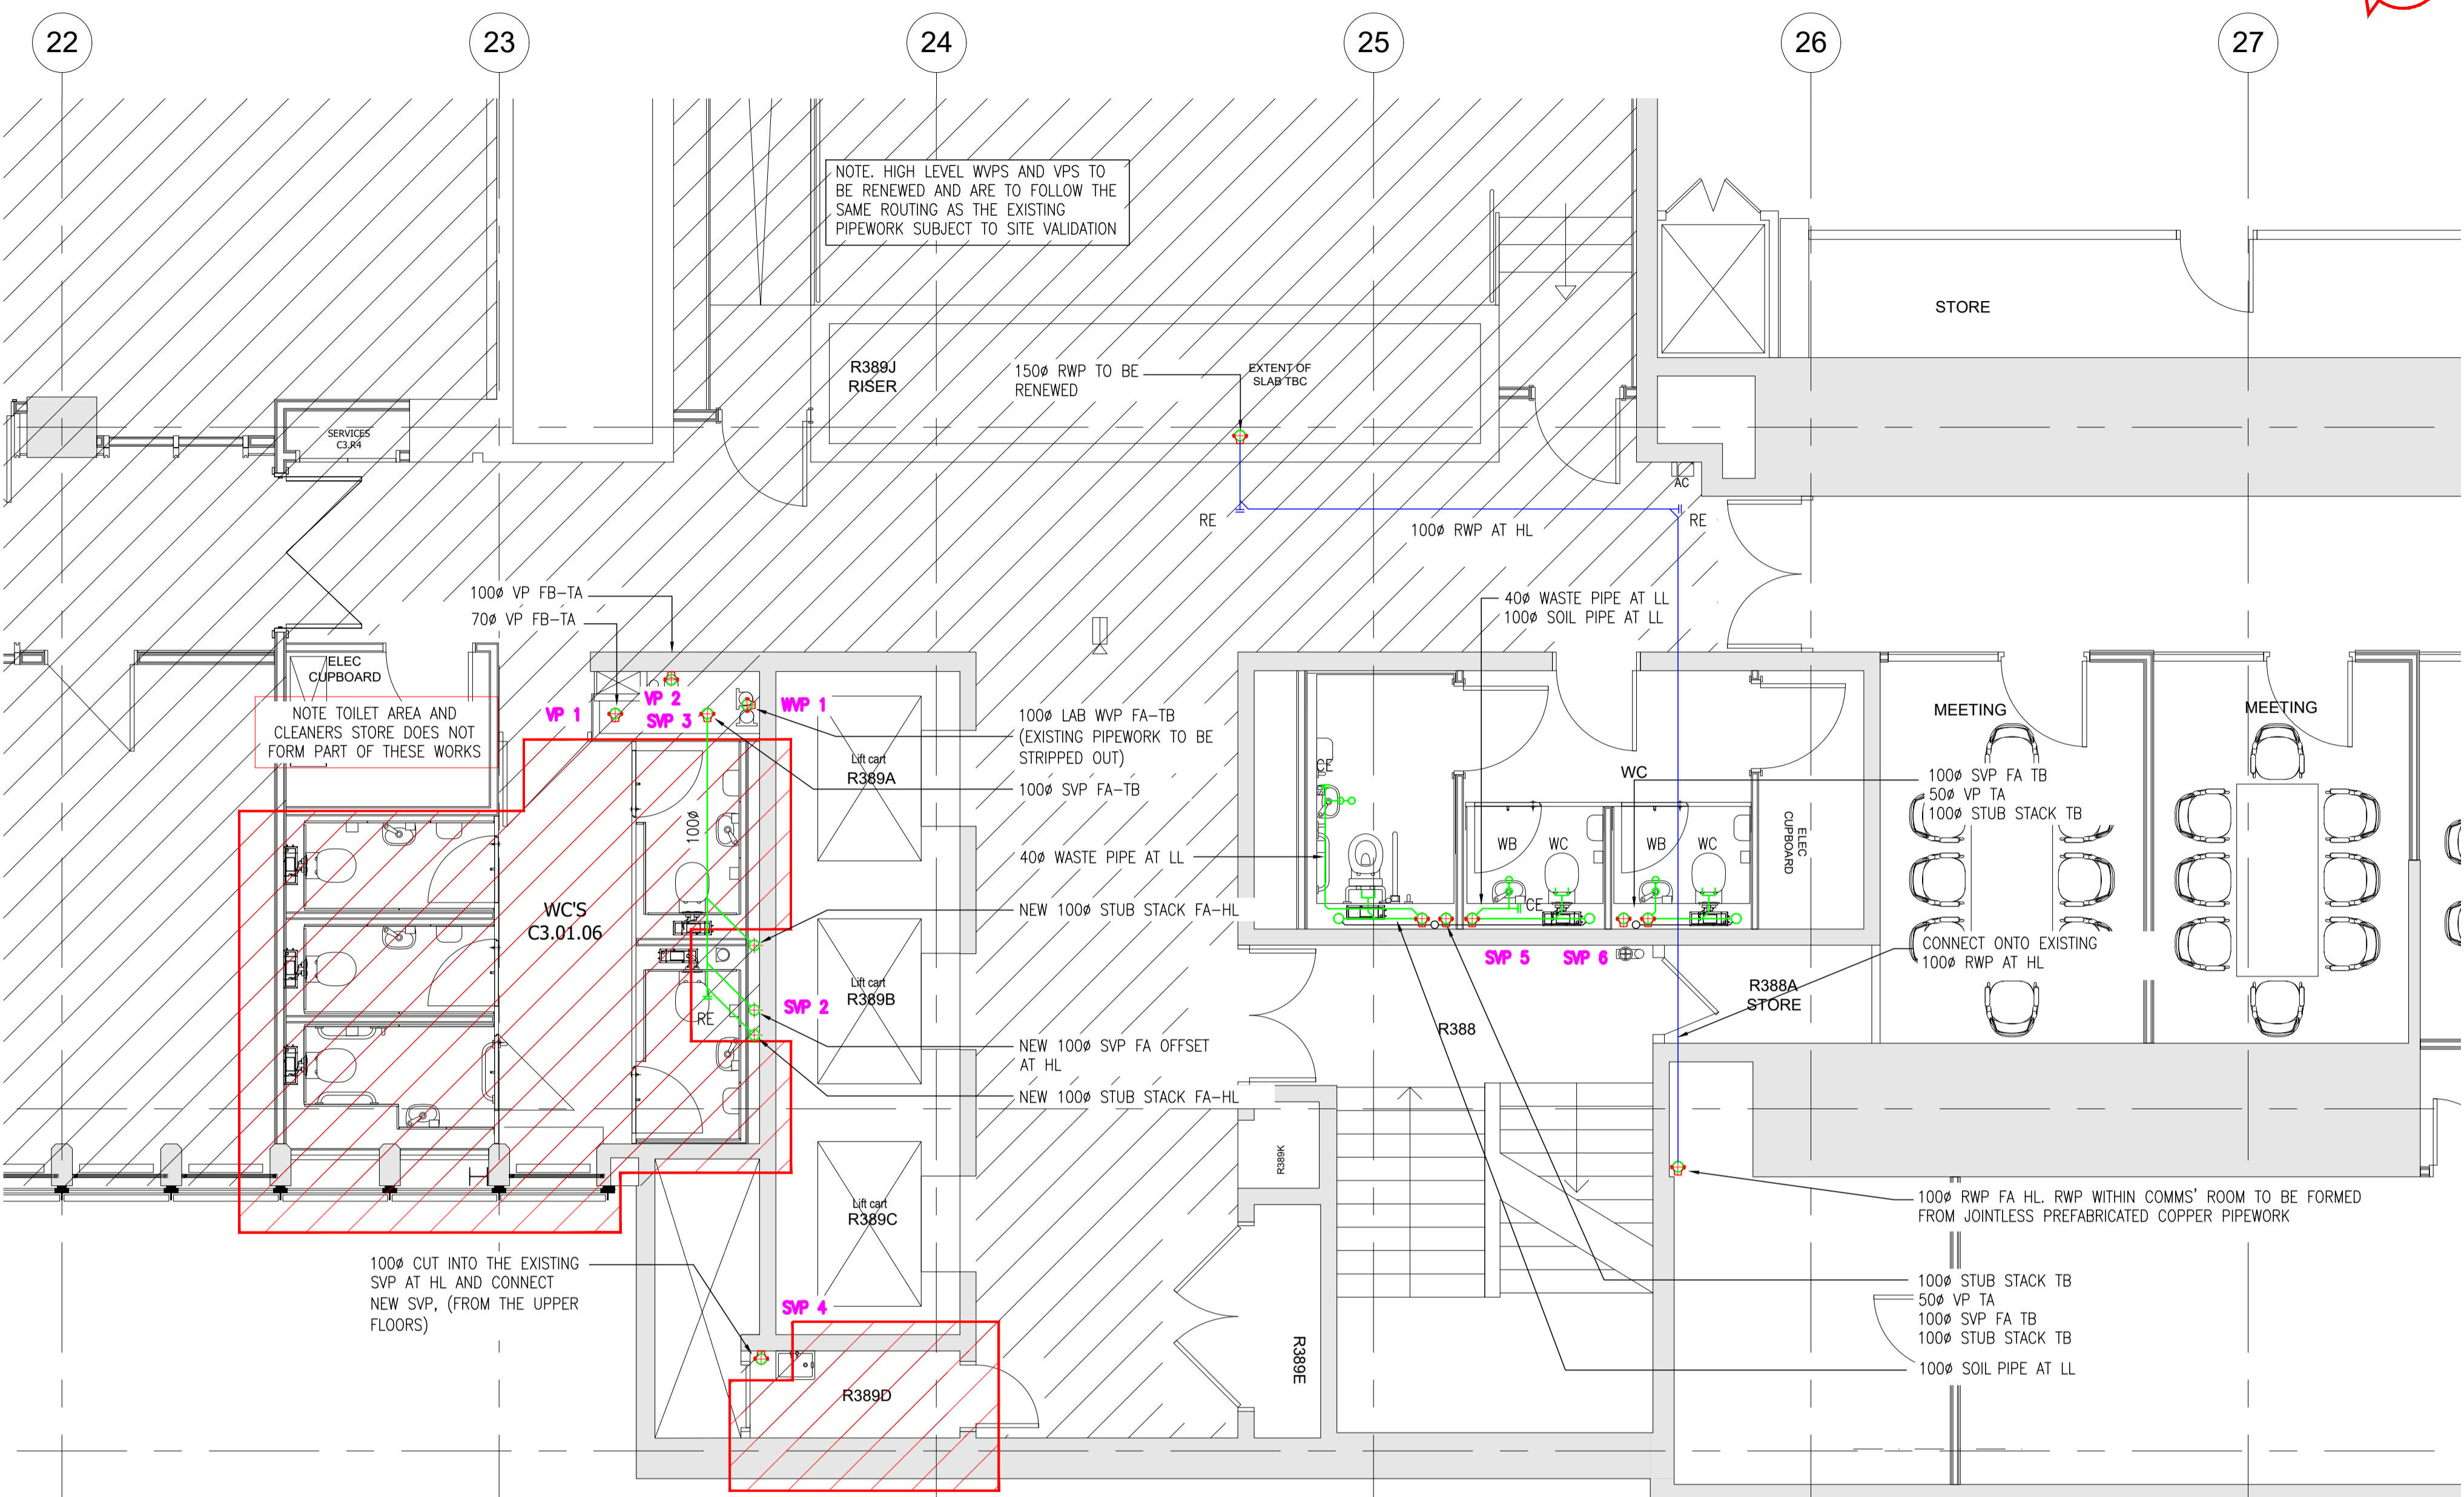 22
23
24
25
26
27
NOTE. HIGH LEVEL WVPS AND VPS TO
BE RENEWED AND ARE TO FOLLOW THE
SAME ROUTING AS THE EXISTING
PIPEWORK SUBJECT TO SITE VALIDATION
STORE
R389J
RISER
150ø RWP TO BE
RENEWED
EXTENT OF
SLAB TBC
SERVICES
C3.R4
AC
RE
100ø RWP AT HL
RE
100ø VP FB-TA
70ø VP FB-TA
40ø WASTE PIPE AT LL
100ø SOIL PIPE AT LL
ELEC
CUPBOARD
NOTE TOILET AREA AND
CLEANERS STORE DOES NOT
FORM PART OF THESE WORKS
VP 1
VP 2
SVP 3
WVP 1
100ø LAB WVP FA-TB
(EXISTING PIPEWORK TO BE
STRIPPED OUT)
100ø SVP FA-TB
Lift cart
R389A
MEETING
MEETING
CE
WC
100ø SVP FA TB
50ø VP TA
100ø STUB STACK TB
100ø
40ø WASTE PIPE AT LL
WB
WC
WB
WC
ELEC
CUPBOARD
CE
WC'S
C3.01.06
NEW 100ø STUB STACK FA-HL
SVP 5
SVP 6
CONNECT ONTO EXISTING
100ø RWP AT HL
Lift cart
R389B
SVP 2
RE
R388A
STORE
R388
NEW 100ø SVP FA OFFSET
AT HL
NEW 100ø STUB STACK FA-HL
R389K
Lift cart
R389C
100ø RWP FA HL. RWP WITHIN COMMS' ROOM TO BE FORMED
FROM JOINTLESS PREFABRICATED COPPER PIPEWORK
100ø CUT INTO THE EXISTING
SVP AT HL AND CONNECT
NEW SVP, (FROM THE UPPER
FLOORS)
SVP 4
100ø STUB STACK TB
50ø VP TA
100ø SVP FA TB
100ø STUB STACK TB
100ø SOIL PIPE AT LL
R389D
R389E